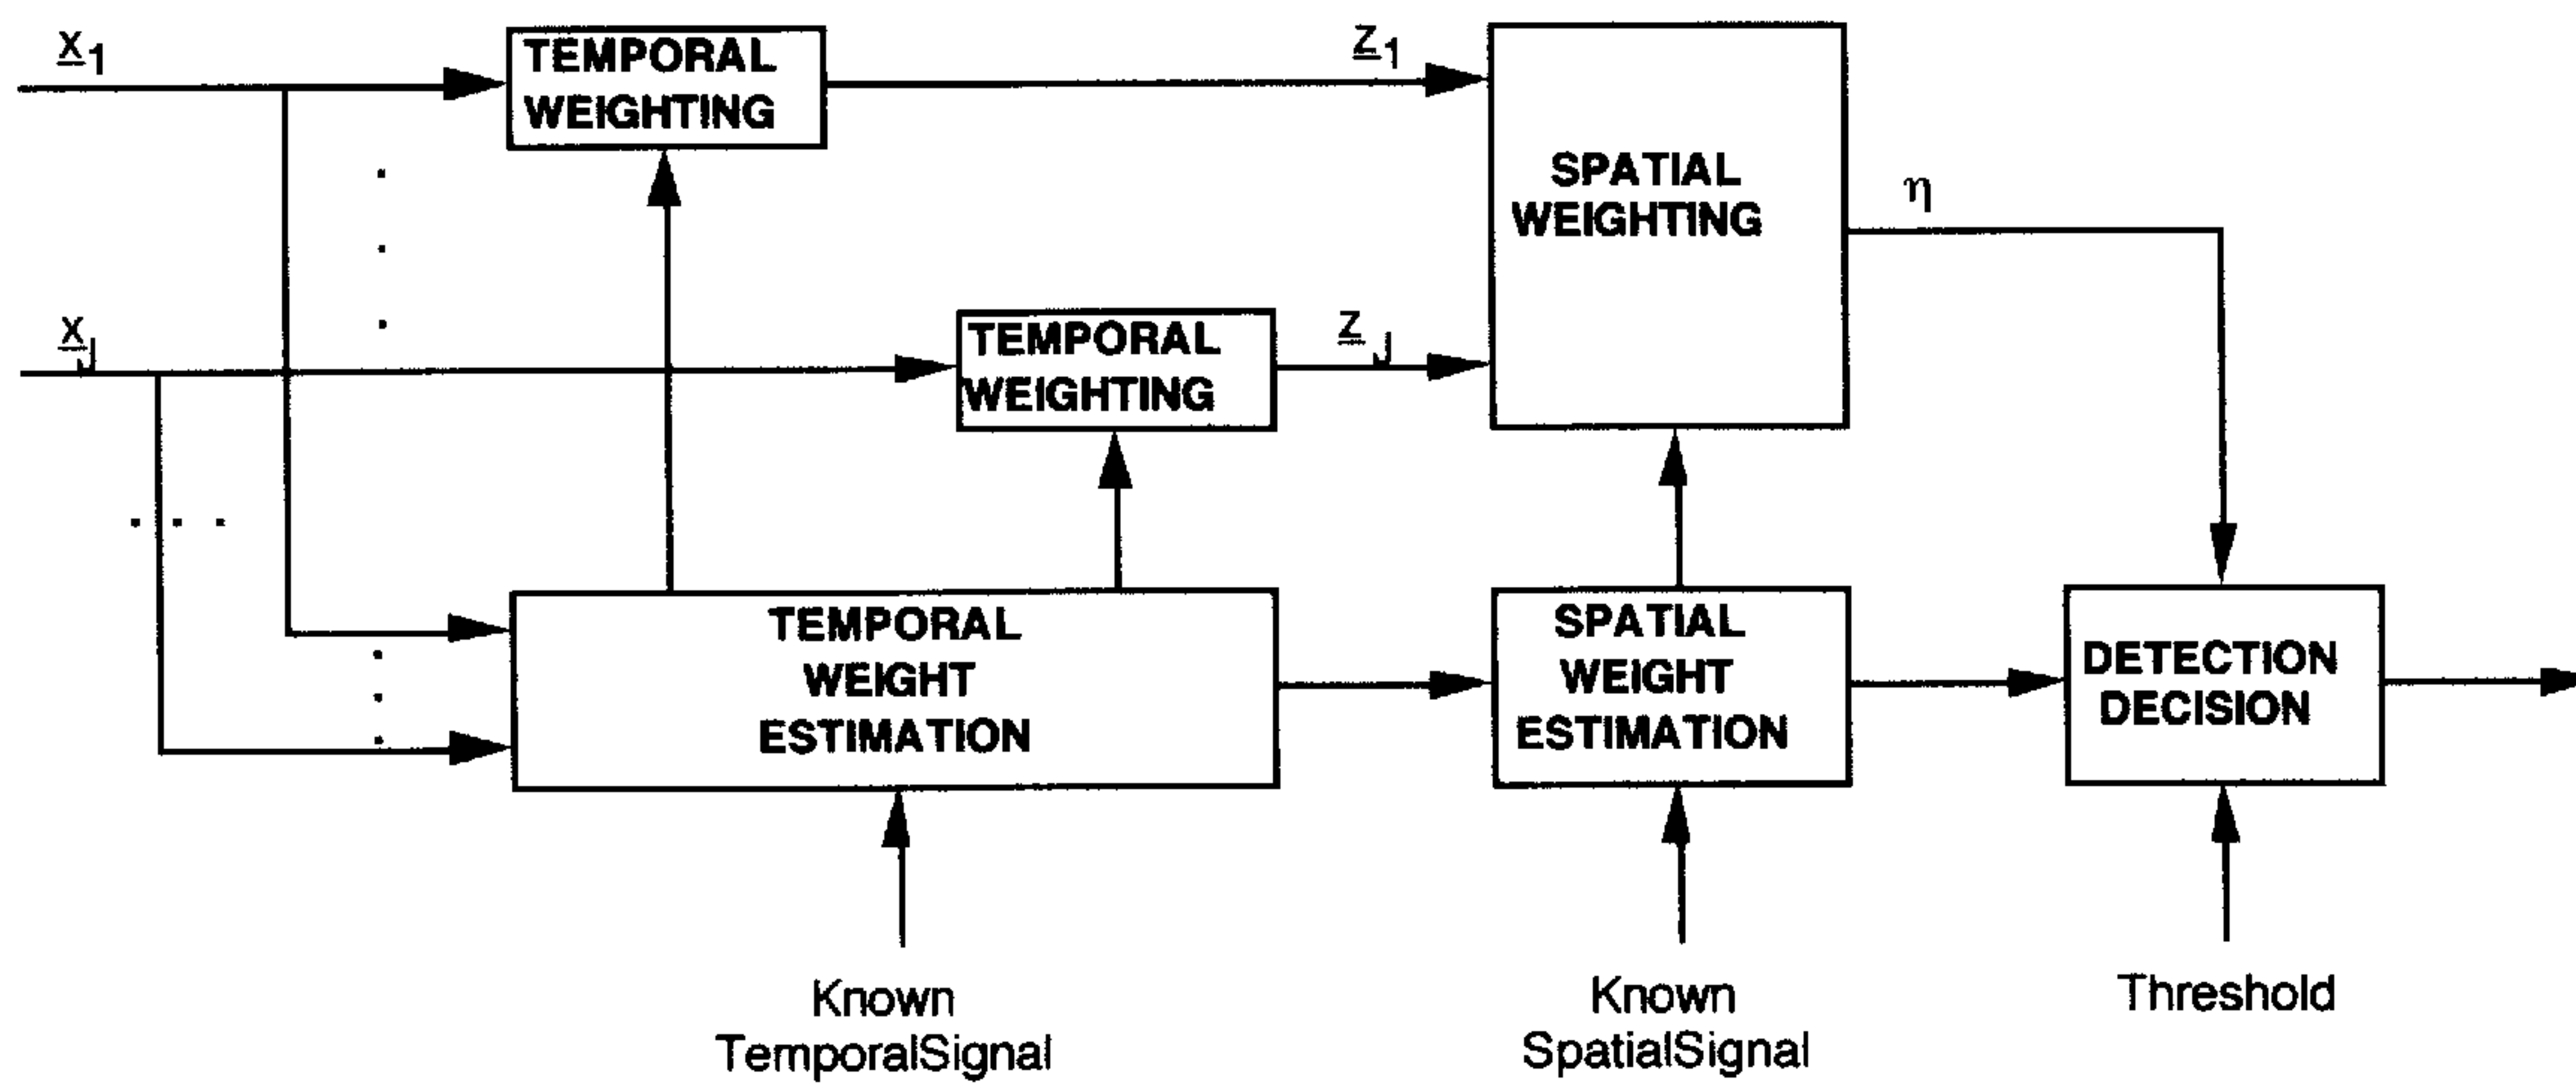 x1
TEMPORAL
WEIGHTING
z1
SPATIAL
WEIGHTING
η
xJ
TEMPORAL
WEIGHTING
zJ
TEMPORAL
WEIGHT
ESTIMATION
SPATIAL
WEIGHT
ESTIMATION
DETECTION
DECISION
Known
TemporalSignal
Known
SpatialSignal
Threshold